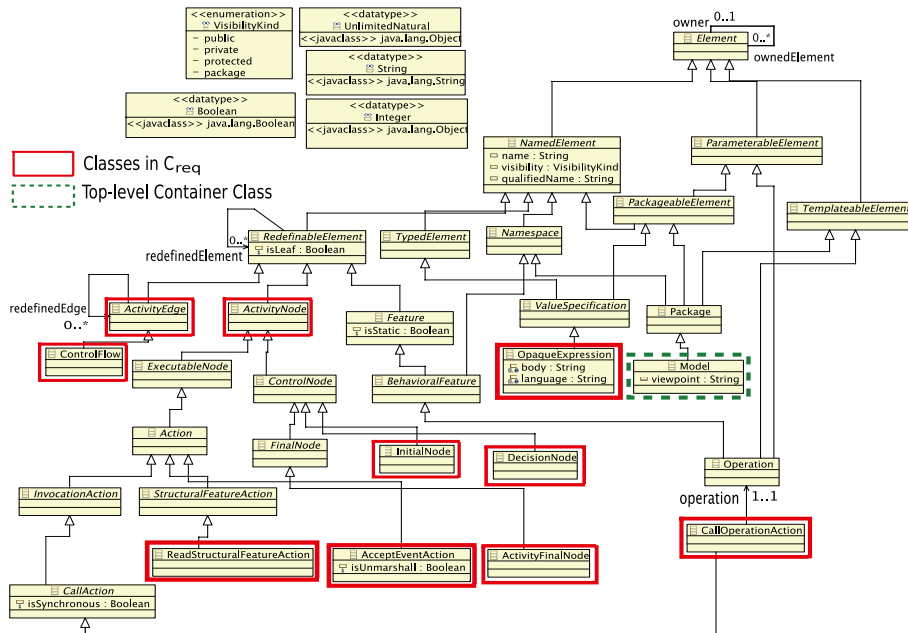 <<enumeration>>
VisibilityKind
– public
– private
– protected
– package
<<datatype>>
UnlimitedNatural
<<javaclass>> java.lang.Object
<<datatype>>
String
<<javaclass>> java.lang.String
<<datatype>>
Boolean
<<javaclass>> java.lang.Boolean
<<datatype>>
Integer
<<javaclass>> java.lang.Object
owner
0..1
Element
0..*
ownedElement
Classes in Creq
Top-level Container Class
NamedElement
name : String
visibility : VisibilityKind
qualifiedName : String
ParameterableElement
PackageableElement
TemplateableElement
RedefinableElement
isLeaf : Boolean
0..*
redefinedElement
TypedElement
Namespace
redefinedEdge
0..*
ActivityEdge
ActivityNode
Feature
isStatic : Boolean
ValueSpecification
Package
ControlFlow
ExecutableNode
ControlNode
BehavioralFeature
OpaqueExpression
body : String
language : String
Model
viewpoint : String
Action
FinalNode
InitialNode
DecisionNode
Operation
InvocationAction
StructuralFeatureAction
operation
1..1
CallOperationAction
ReadStructuralFeatureAction
AcceptEventAction
isUnmarshall : Boolean
ActivityFinalNode
CallAction
isSynchronous : Boolean